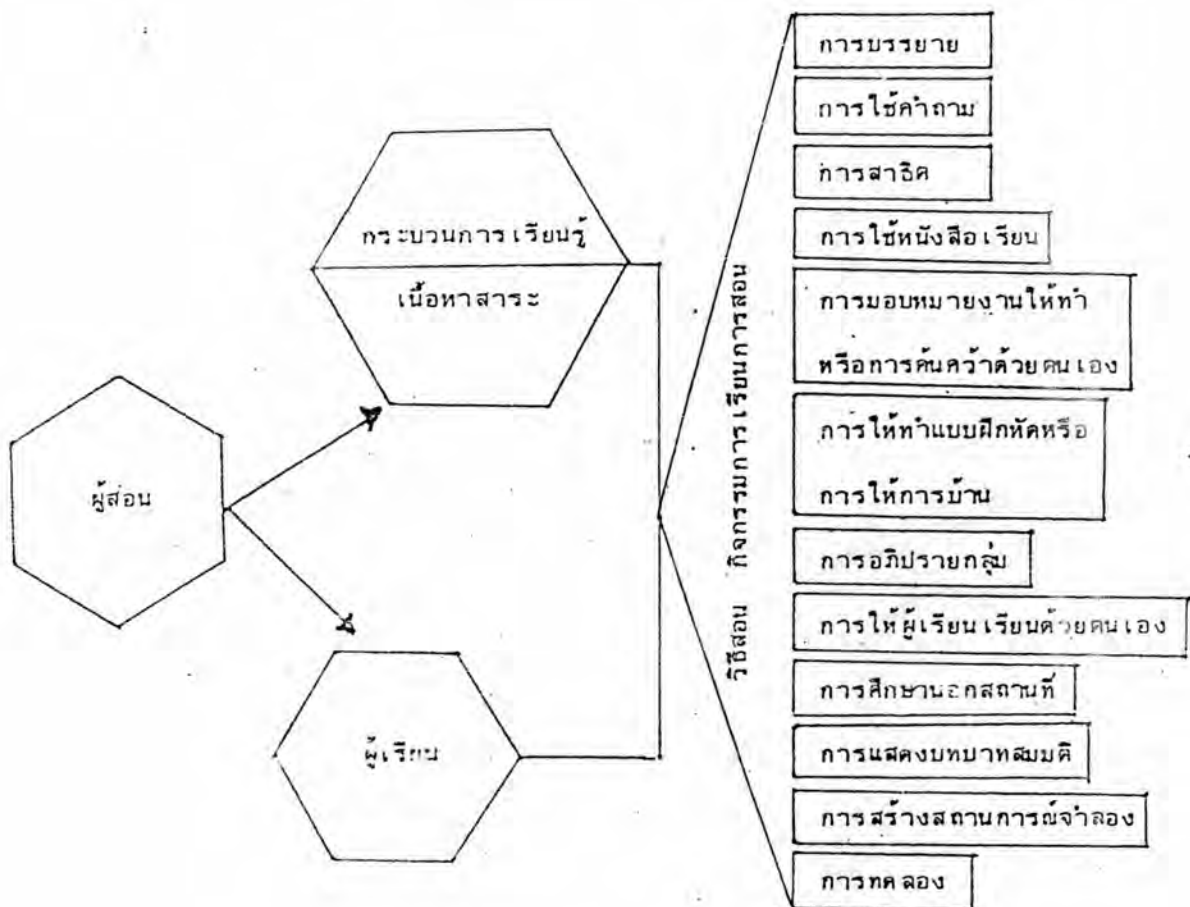 กระบวนการเรียนรู้
เนื้อหาสาระ
ผู้สอน
ผู้เรียน
วิธีสอน กิจกรรมการเรียนการสอน
การบรรยาย
การใช้คำถาม
การสาธิต
การใช้หนังสือเรียน
การมอบหมายงานให้ทำ
หรือการค้นคว้าด้วยตนเอง
การให้ทำแบบฝึกหัดหรือ
การให้การบ้าน
การอภิปรายกลุ่ม
การให้ผู้เรียนเรียนด้วยตนเอง
การศึกษานอกสถานที่
การแสดงบทบาทสมมติ
การสร้างสถานการณ์จำลอง
การทดลอง